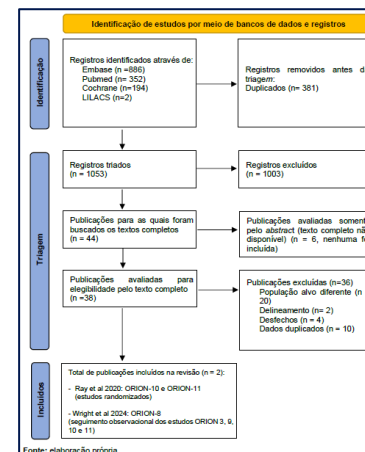 Identificação de estudos por meio de bancos de dados e registros
Identificação
Registros identificados através de:
Embase (n =886)
Pubmed (n= 352)
Cochrane (n=194)
LILACS (n=2)
Registros removidos antes da
triagem:
Duplicados (n= 381)
Triagem
Registros triados
(n = 1053)
Registros excluídos
(n = 1003)
Publicações para as quais foram
buscados os textos completos
(n = 44)
Publicações avaliadas somente
pelo abstract (texto completo não
disponível) (n = 6, nenhuma foi
incluída)
Publicações avaliadas para
elegibilidade pelo texto completo
(n =38)
Publicações excluídas (n=36)
População alvo diferente (n
20)
Delineamento (n= 2)
Desfechos (n = 4)
Dados duplicados (n = 10)
Incluídos
Total de publicações incluídos na revisão (n = 2):
- Ray et al 2020: ORION-10 e ORION-11
(estudos randomizados)
- Wright et al 2024: ORION-8
(seguimento observacional dos estudos ORION 3, 9,
10 e 11)
Fonte: elaboração própria